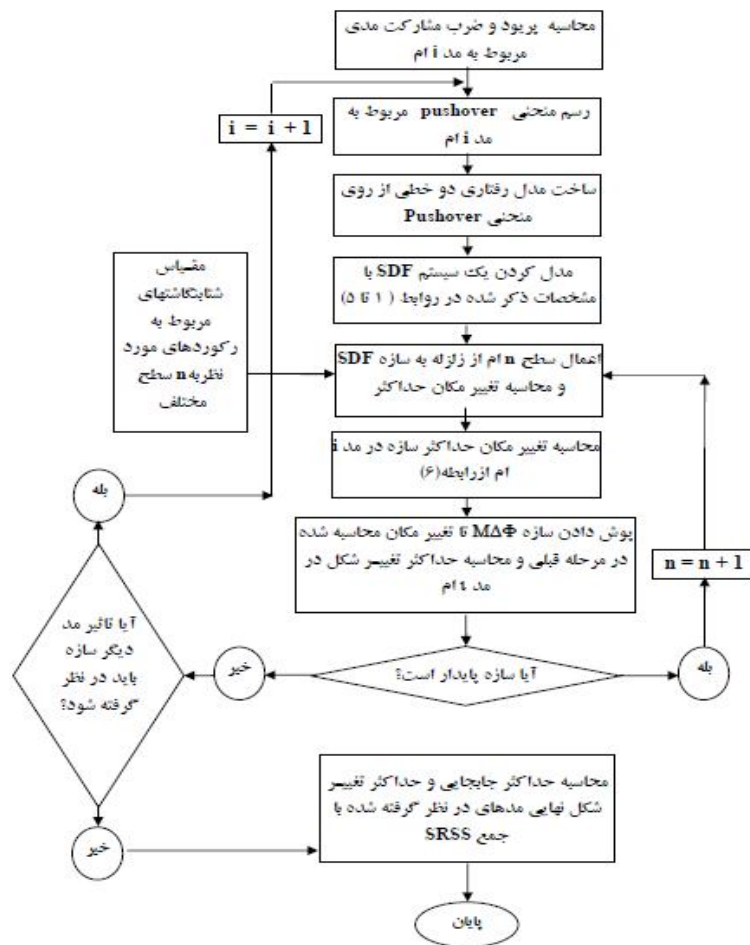 محاسبه پریود و ضرب مشارکت مدی
مربوط به مد i ام
i = i + 1
رسم منحنی pushover مربوط به
مد i ام
ساخت مدل رفتاری دو خطی از روی
منحنی Pushover
مدل کردن یک سیستم SDF با
مشخصات ذکر شده در روابط ( ۱ تا ۵)
مقیاس
شتابنگاشتهای
مربوط به
رکوردهای مورد
نظربه n سطح
مختلف
اعمال سطح n ام از زلزله به سازه SDF
و محاسبه تغییر مکان حداکثر
محاسبه تغییر مکان حداکثر سازه در مد i
ام ازرابطه(۶)
پوش دادن سازه MΔΦ تا تغییر مکان محاسبه شده
در مرحله قبلی و محاسبه حداکثر تغییر شکل در
مد ام
n = n + 1
آیا سازه پایدار است؟
بله
خیر
بله
آیا تاثیر مد
دیگر سازه
باید در نظر
گرفته شود؟
خیر
محاسبه حداکثر جابجایی و حداکثر تغییر
شکل نهایی مدهای در نظر گرفته شده با
جمع SRSS
پایان